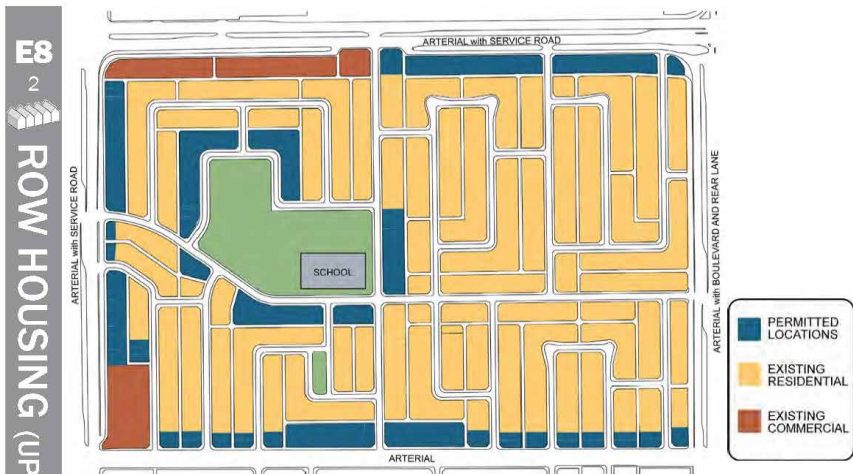 E8
2
ROW HOUSING (UP
ARTERIAL with SERVICE ROAD
ARTERIAL with SERVICE ROAD
SCHOOL
ARTERIAL with BOULEVARD AND REAR LANE
ARTERIAL
PERMITTED
LOCATIONS
EXISTING
RESIDENTIAL
EXISTING
COMMERCIAL